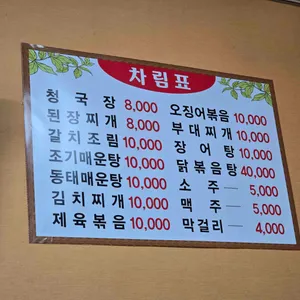 차림표
청국장 8,000
된장찌개 8,000
갈치조림 10,000
조기매운탕 10,000
동태매운탕 10,000
김치찌개 10,000
제육볶음 10,000
오징어볶음 10,000
부대찌개 10,000
장어탕 10,000
닭볶음탕 40,000
소주 — 5,000
맥주 — 5,000
막걸리 — 4,000